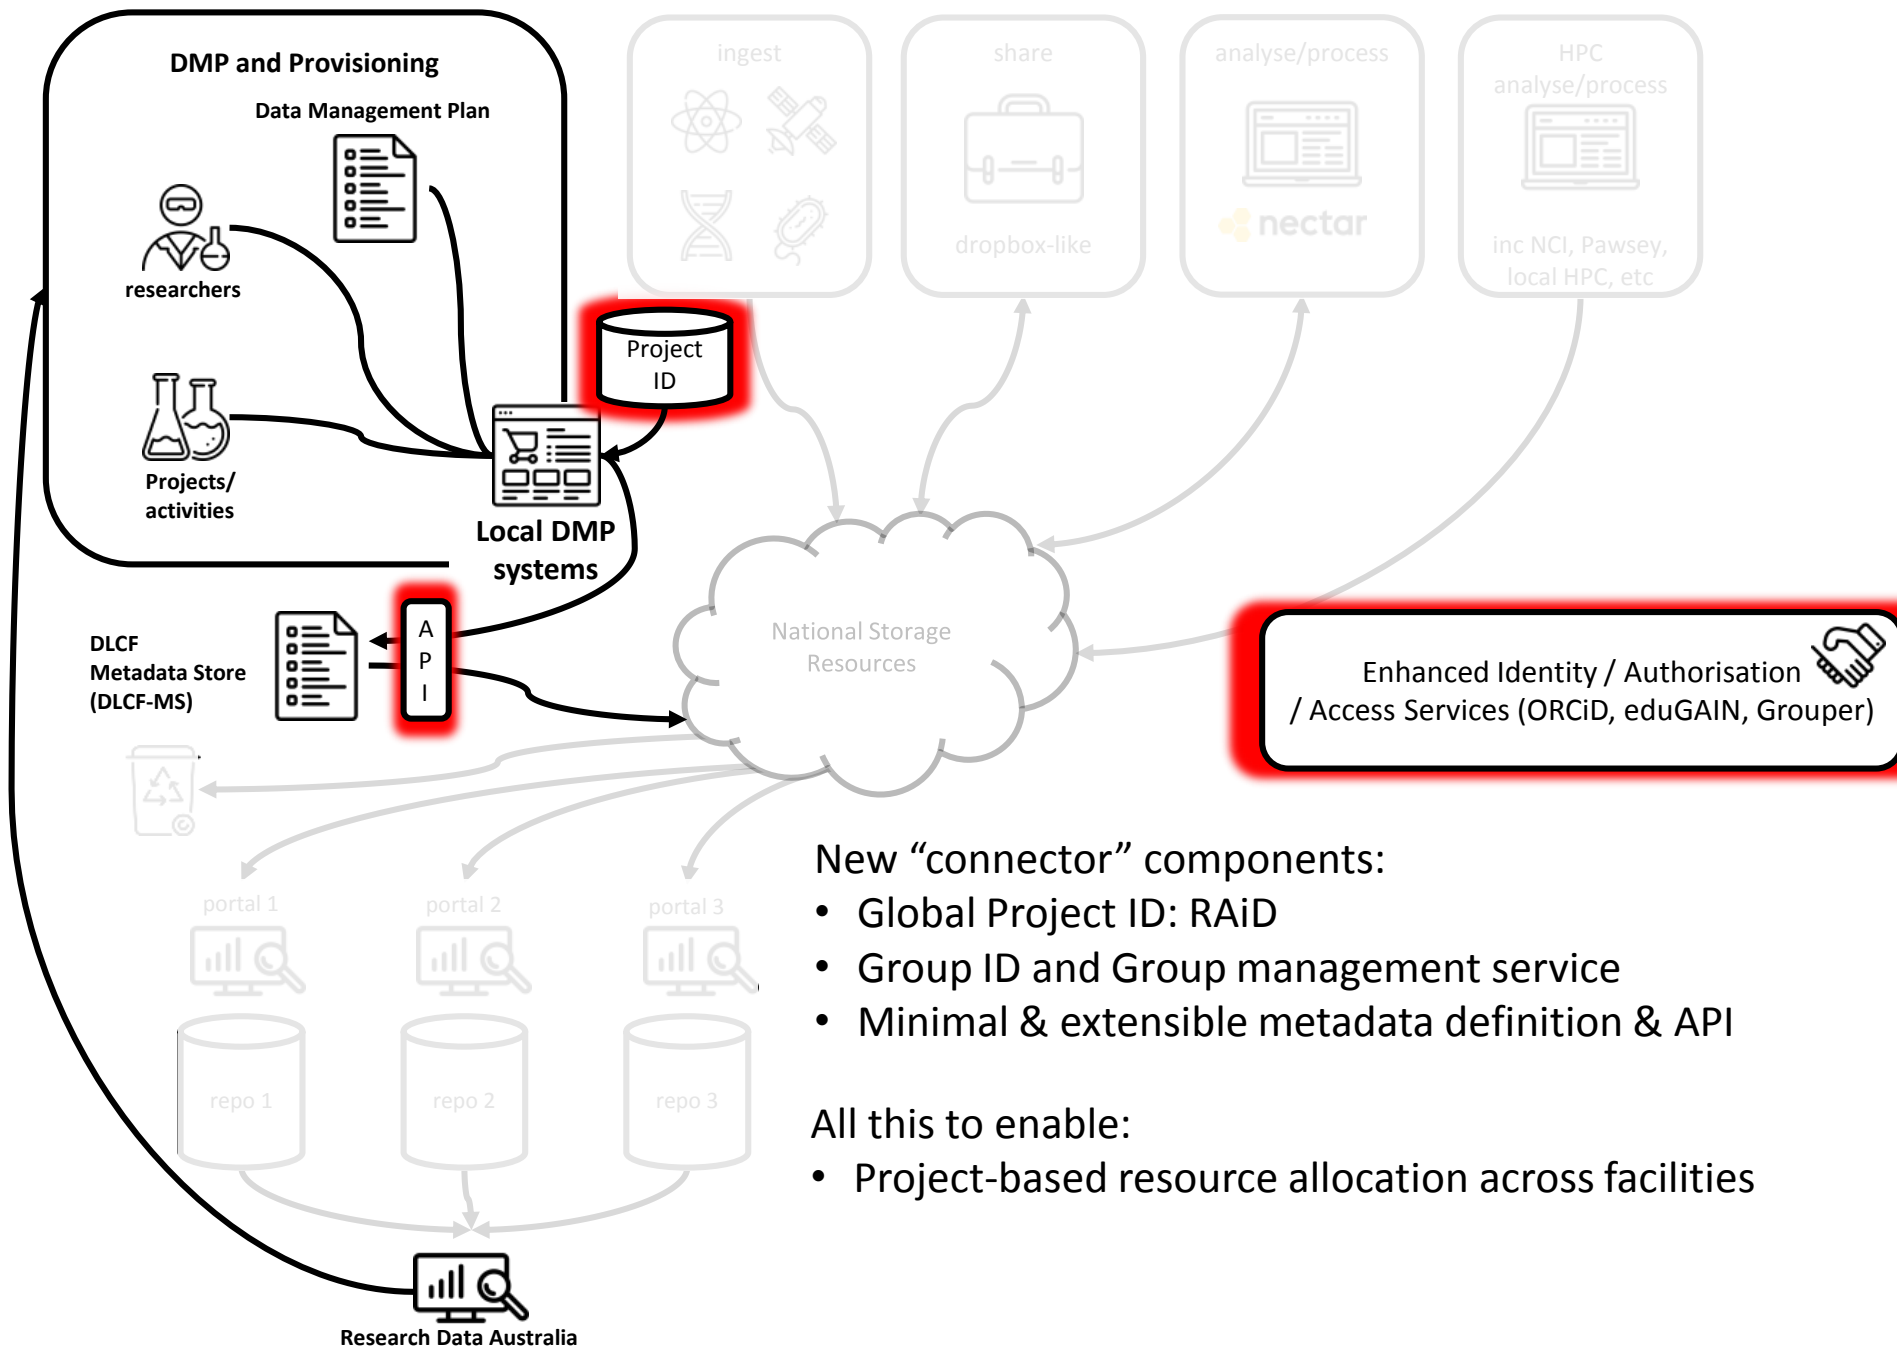 DMP and Provisioning
Data Management Plan
researchers
Projects/
activities
Local DMP
systems
Project
ID
ingest
share
dropbox-like
analyse/process
nectar
HPC
analyse/process
inc NCI, Pawsey,
local HPC, etc
DLCF
Metadata Store
(DLCF-MS)
A
P
I
National Storage
Resources
Enhanced Identity / Authorisation
/ Access Services (ORCiD, eduGAIN, Grouper)
portal 1
portal 2
portal 3
repo 1
repo 2
repo 3
Research Data Australia
New “connector” components:
• Global Project ID: RAiD
• Group ID and Group management service
• Minimal & extensible metadata definition & API
All this to enable:
• Project-based resource allocation across facilities